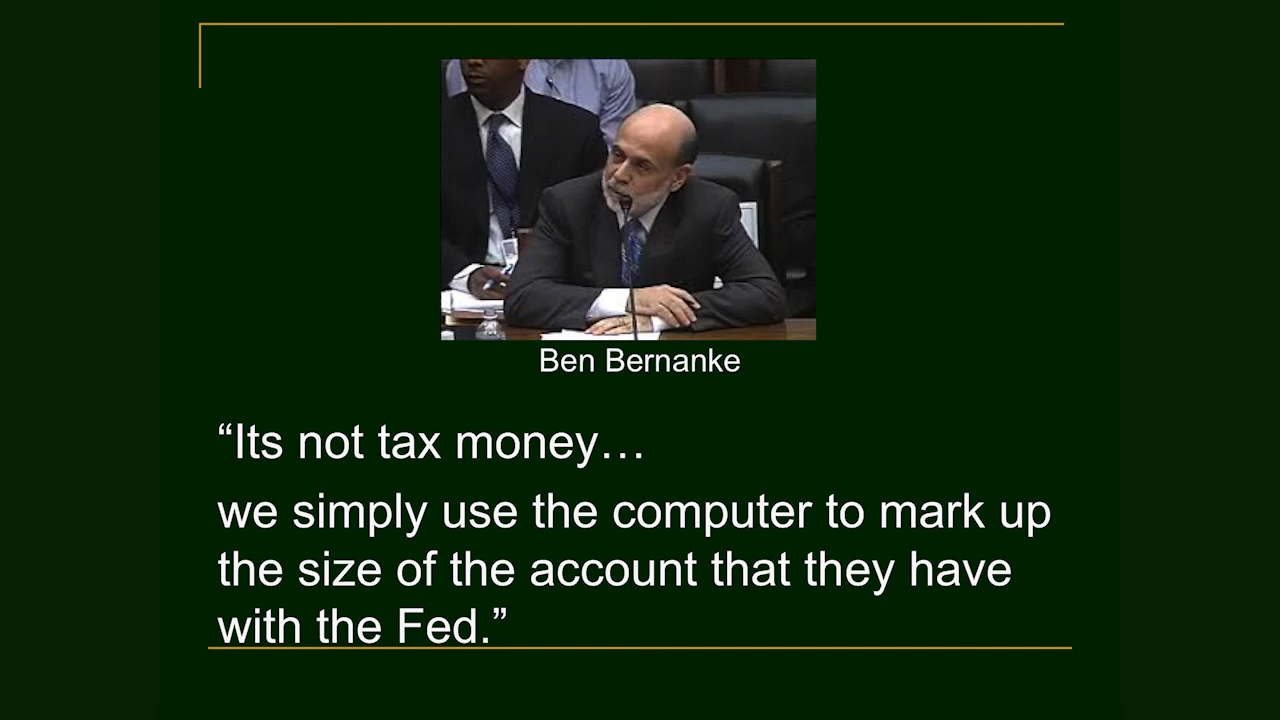 Ben Bernanke
“Its not tax money…
we simply use the computer to mark up
the size of the account that they have
with the Fed.”